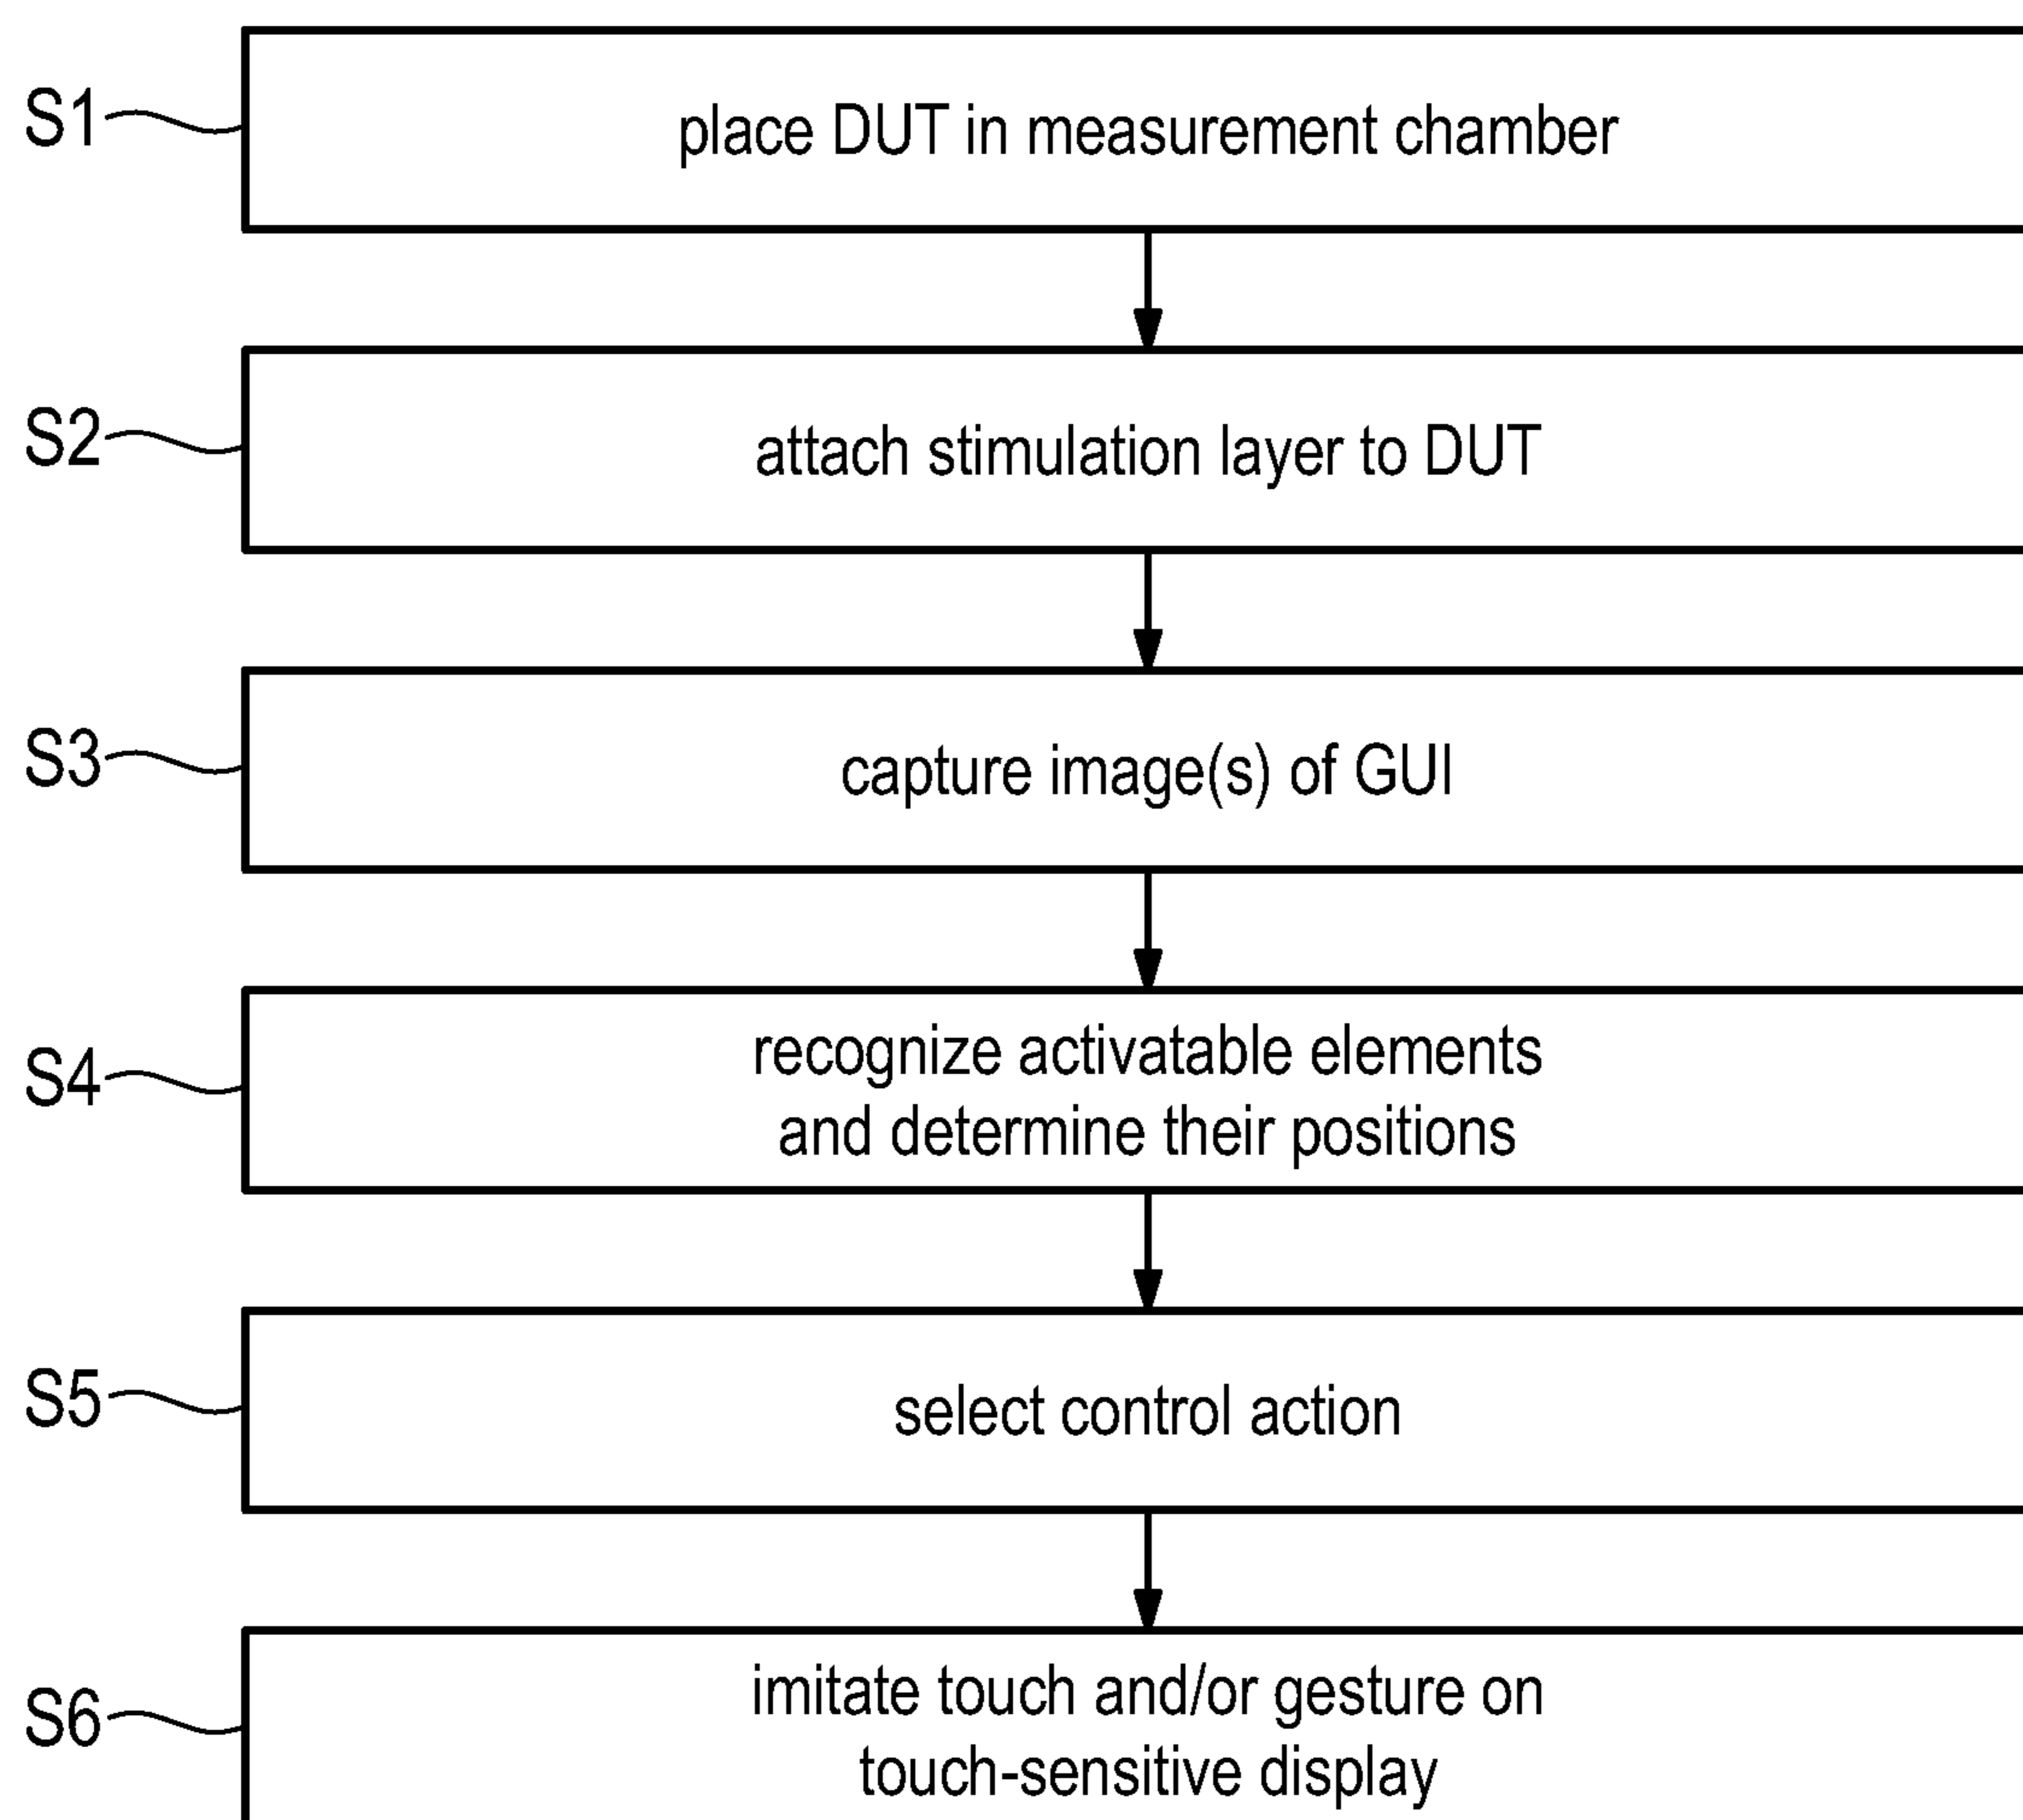 S1
place DUT in measurement chamber
S2
attach stimulation layer to DUT
S3
capture image(s) of GUI
S4
recognize activatable elements
and determine their positions
S5
select control action
S6
imitate touch and/or gesture on
touch-sensitive display